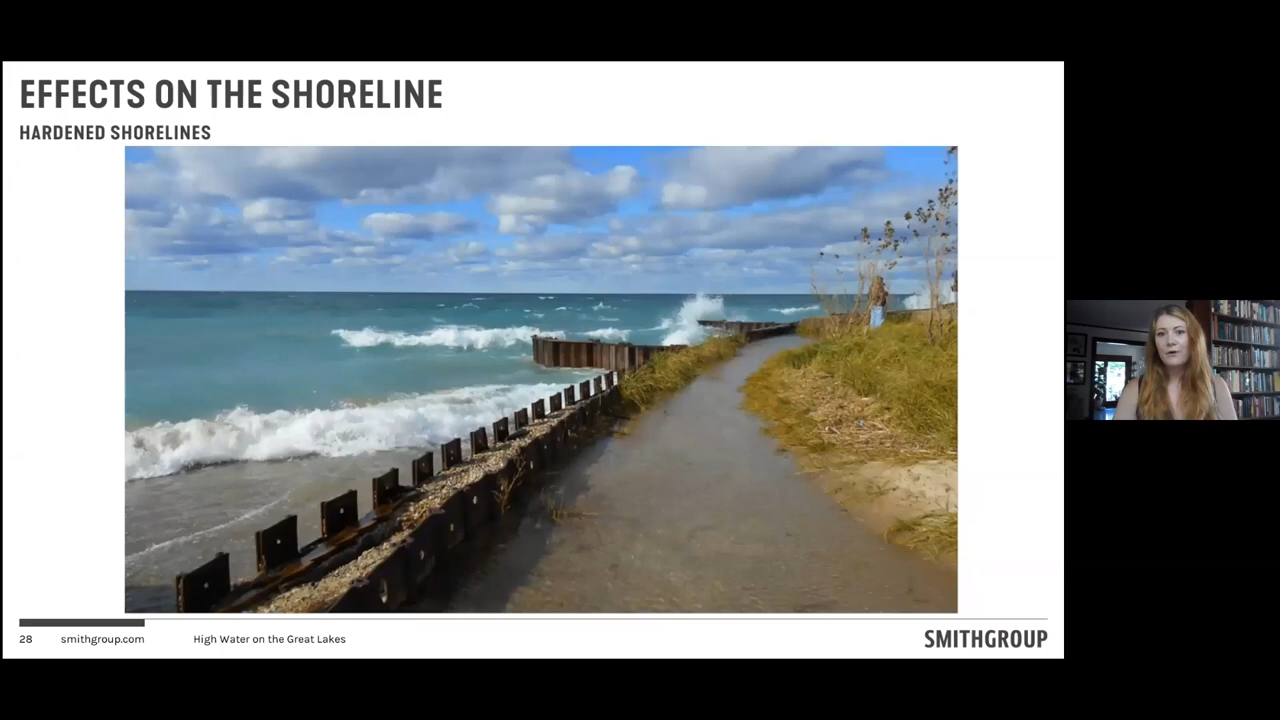 EFFECTS ON THE SHORELINE
HARDENED SHORELINES
28 smithgroup.com High Water on the Great Lakes SMITHGROUP